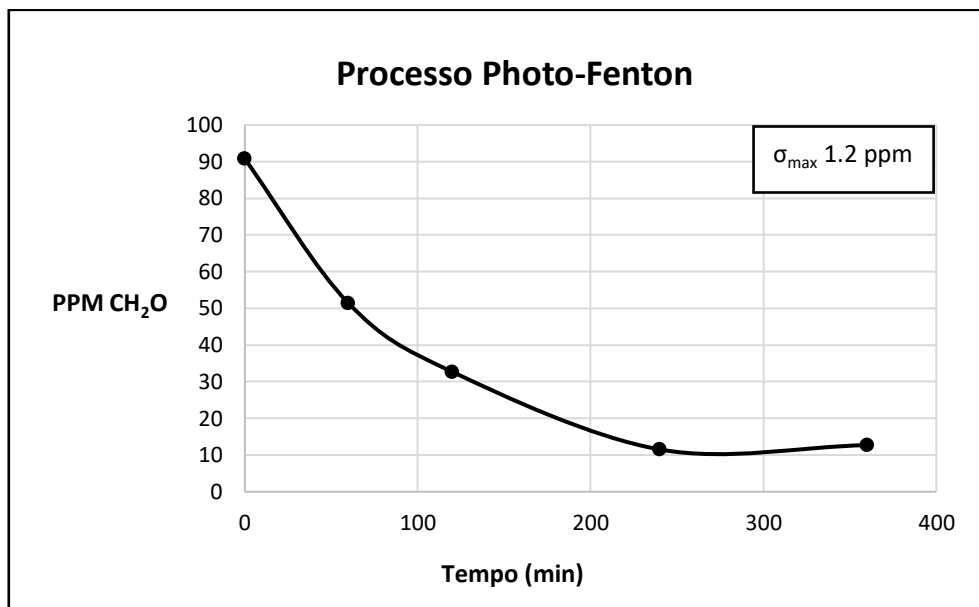 Processo Photo-Fenton
σmax 1.2 ppm
100
90
80
70
60
50
40
30
20
10
0
PPM CH₂O
0 100 200 300 400
Tempo (min)